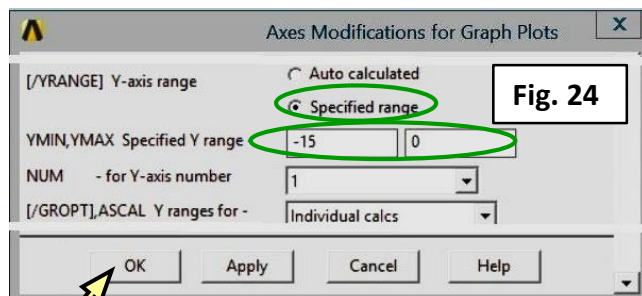 Axes Modifications for Graph Plots X
[/YRANGE] Y-axis range
Auto calculated
Specified range
Fig. 24
YMIN,YMAX Specified Y range -15 0
NUM - for Y-axis number 1
[/GROPT],ASCAL Y ranges for - Individual calcs
OK Apply Cancel Help